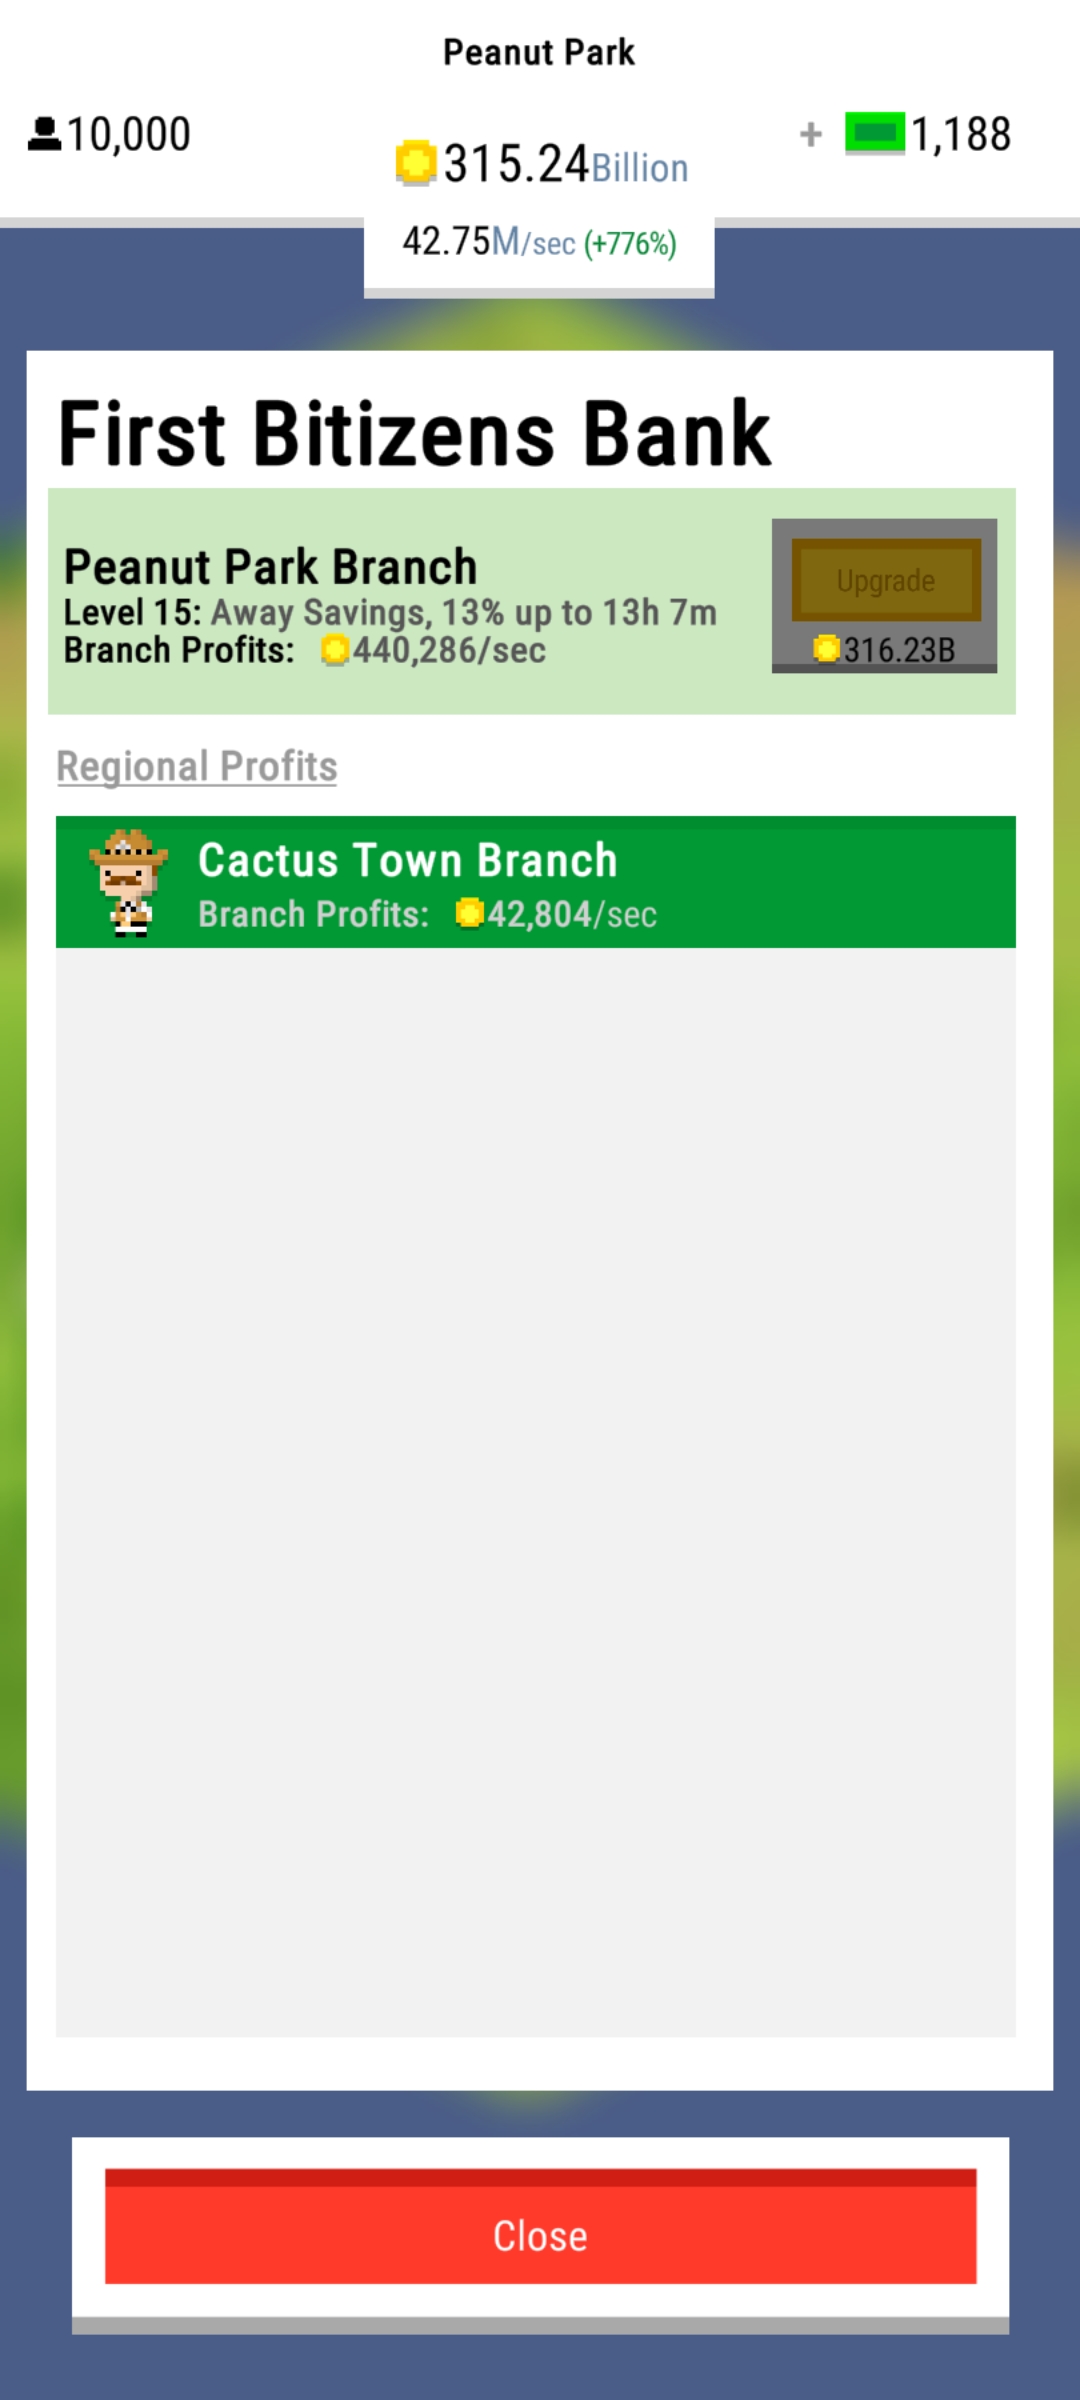 Peanut Park
10,000
315.24Billion
+ 1,188
42.75M/sec (+776%)
First Bitizens Bank
Peanut Park Branch
Level 15: Away Savings, 13% up to 13h 7m
Branch Profits: 440,286/sec
Upgrade
316.23B
Regional Profits
Cactus Town Branch
Branch Profits: 42,804/sec
Close